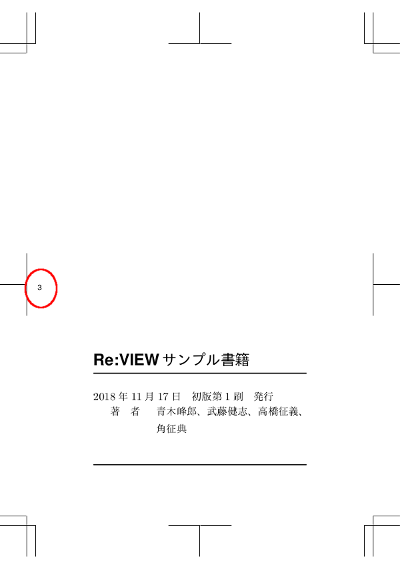 3
Re:VIEW サンプル書籍
2018 年 11 月 17 日　初版第 1 刷　発行
著　者　青木峰郎、武藤健志、高橋征義、
角征典